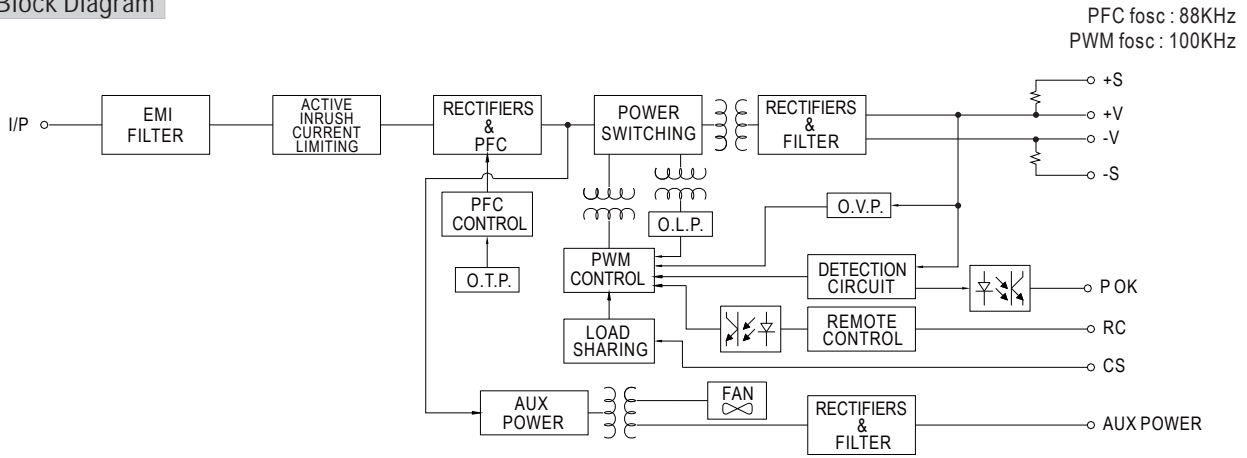 Block Diagram
PFC fosc : 88KHz
PWM fosc : 100KHz
I/P
EMI
FILTER
ACTIVE
INRUSH
CURRENT
LIMITING
RECTIFIERS
&
PFC
POWER
SWITCHING
RECTIFIERS
&
FILTER
+S
+V
-V
-S
PFC
CONTROL
O.L.P.
O.V.P.
O.T.P.
PWM
CONTROL
DETECTION
CIRCUIT
P OK
LOAD
SHARING
REMOTE
CONTROL
RC
CS
AUX
POWER
FAN
RECTIFIERS
&
FILTER
AUX POWER